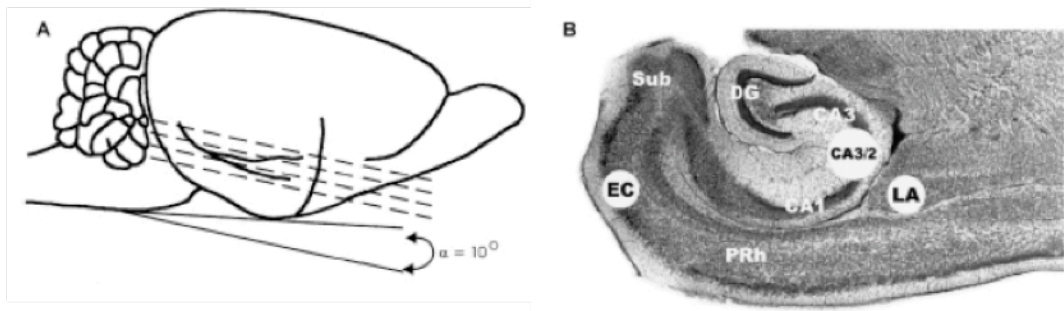 A
α = 10°
B
Sub
DG
CA3
CA3/2
EC
LA
CA1
PRh